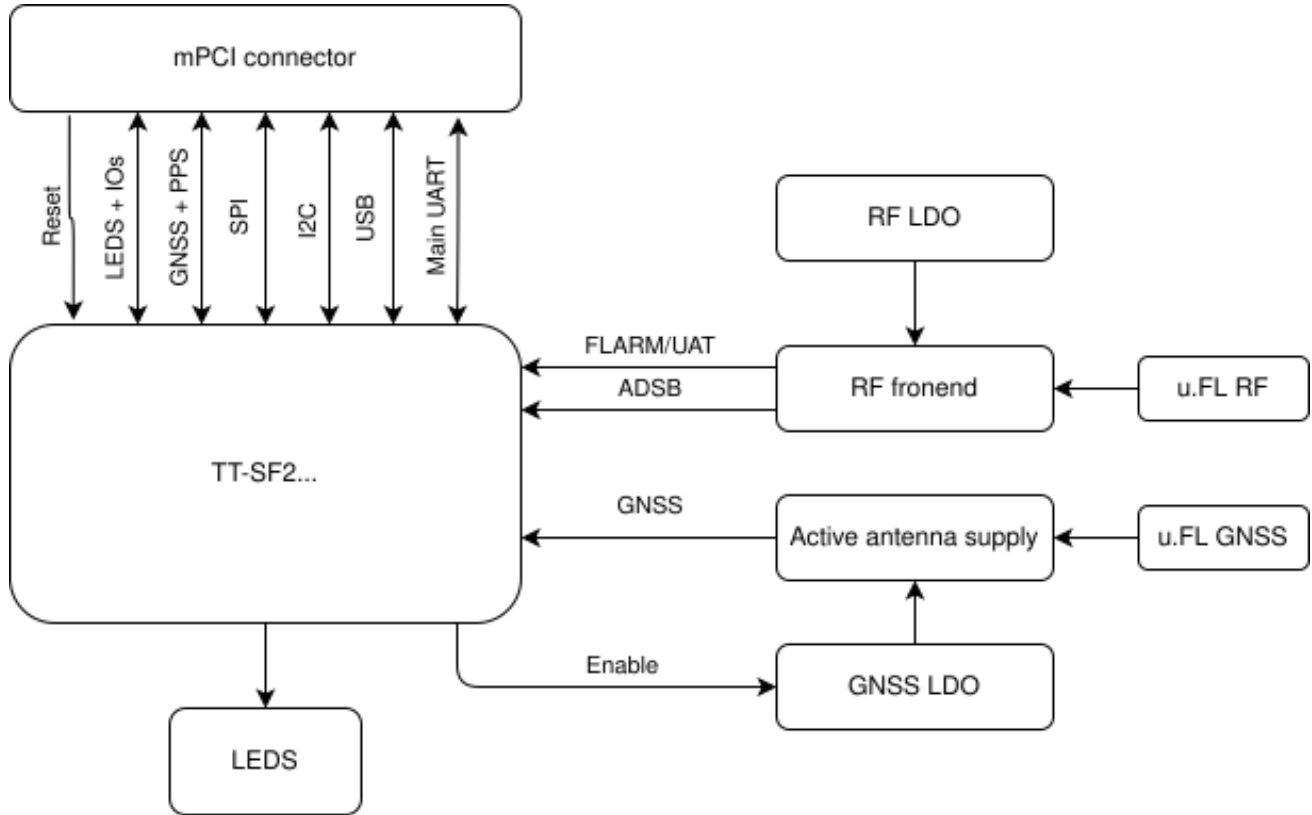 mPCI connector
Reset
LEDS + IOs
GNSS + PPS
SPI
I2C
USB
Main UART
RF LDO
FLARM/UAT
ADSB
RF fronend
u.FL RF
TT-SF2...
GNSS
Active antenna supply
u.FL GNSS
Enable
GNSS LDO
LEDS